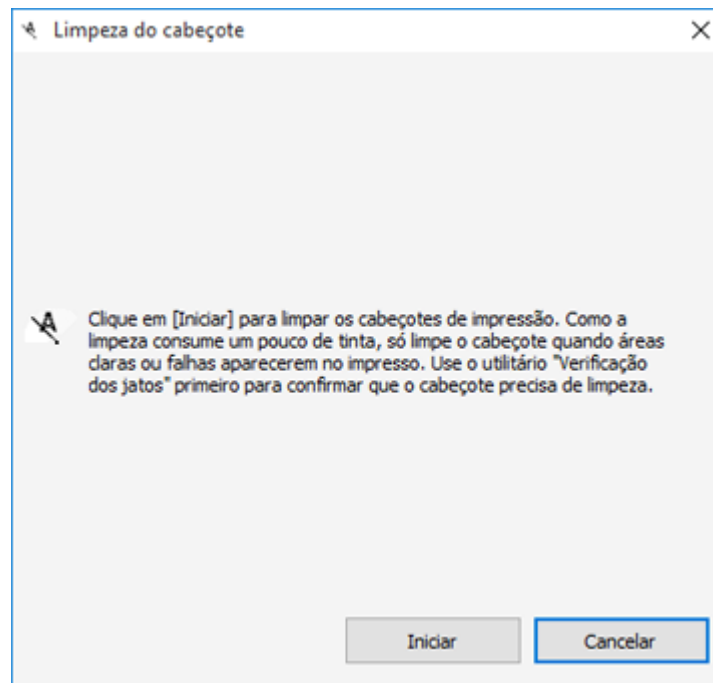 Limpeza do cabeçote
Clique em [Iniciar] para limpar os cabeçotes de impressão. Como a
limpeza consume um pouco de tinta, só limpe o cabeçote quando áreas
claras ou falhas aparecerem no impresso. Use o utilitário "Verificação
dos jatos" primeiro para confirmar que o cabeçote precisa de limpeza.
Iniciar
Cancelar